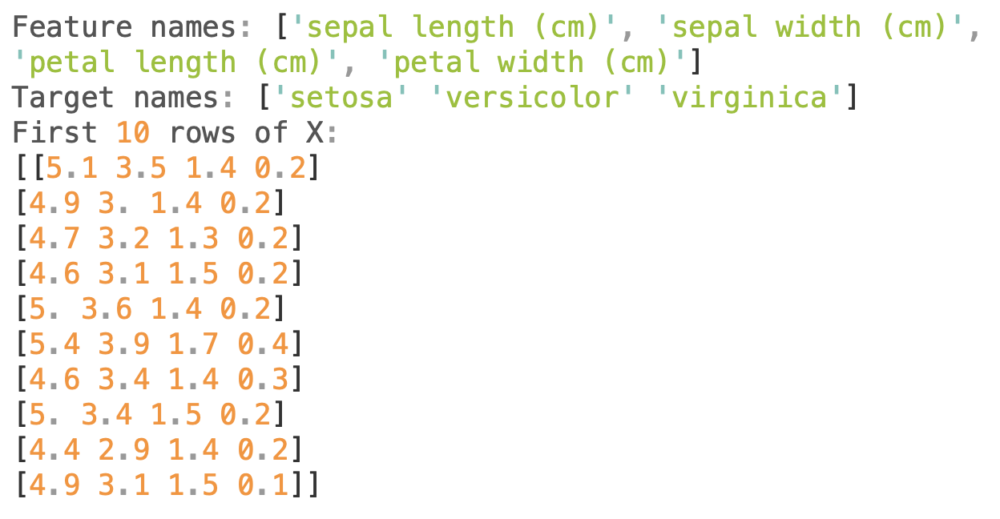 Feature names: ['sepal length (cm)', 'sepal width (cm)',
'petal length (cm)', 'petal width (cm)']
Target names: ['setosa' 'versicolor' 'virginica']
First 10 rows of X:
[[5.1 3.5 1.4 0.2]
[4.9 3. 1.4 0.2]
[4.7 3.2 1.3 0.2]
[4.6 3.1 1.5 0.2]
[5. 3.6 1.4 0.2]
[5.4 3.9 1.7 0.4]
[4.6 3.4 1.4 0.3]
[5. 3.4 1.5 0.2]
[4.4 2.9 1.4 0.2]
[4.9 3.1 1.5 0.1]]